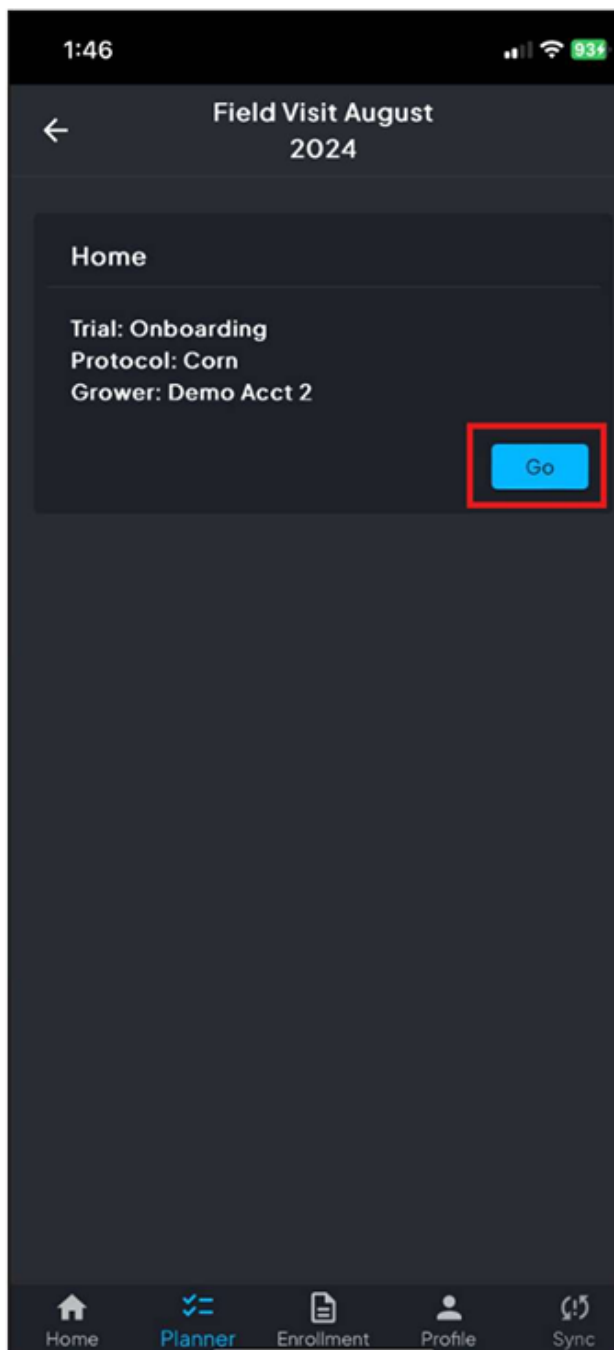 1:46
93
Field Visit August
2024
Home
Trial: Onboarding
Protocol: Corn
Grower: Demo Acct 2
Go
Home Planner Enrollment Profile Sync